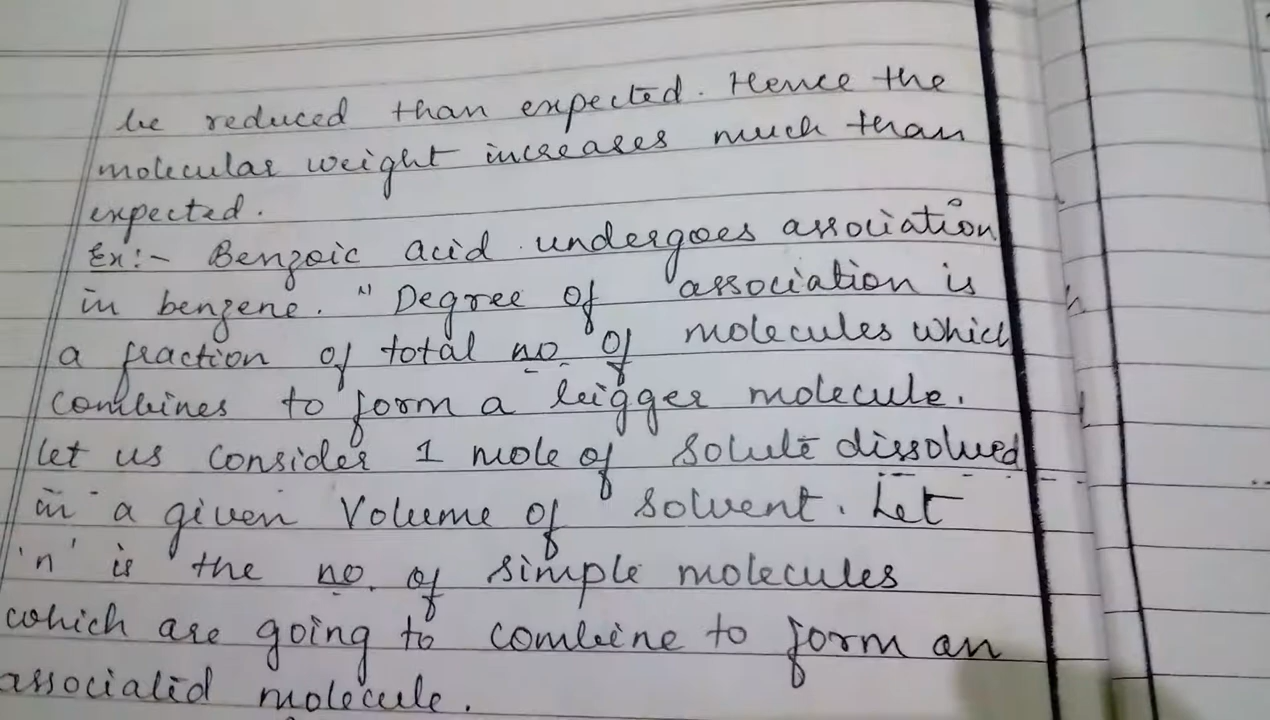 be reduced than expected. Hence the
molecular weight increases much than
expected.
Ex:- Benzoic acid undergoes association
in benzene. "Degree of association is
a fraction of total no. of molecules which
combines to form a bigger molecule.
let us consider 1 mole of solute dissolved
in a given Volume of solvent. Let
'n' is the no. of simple molecules
which are going to combine to form an
associated molecule.